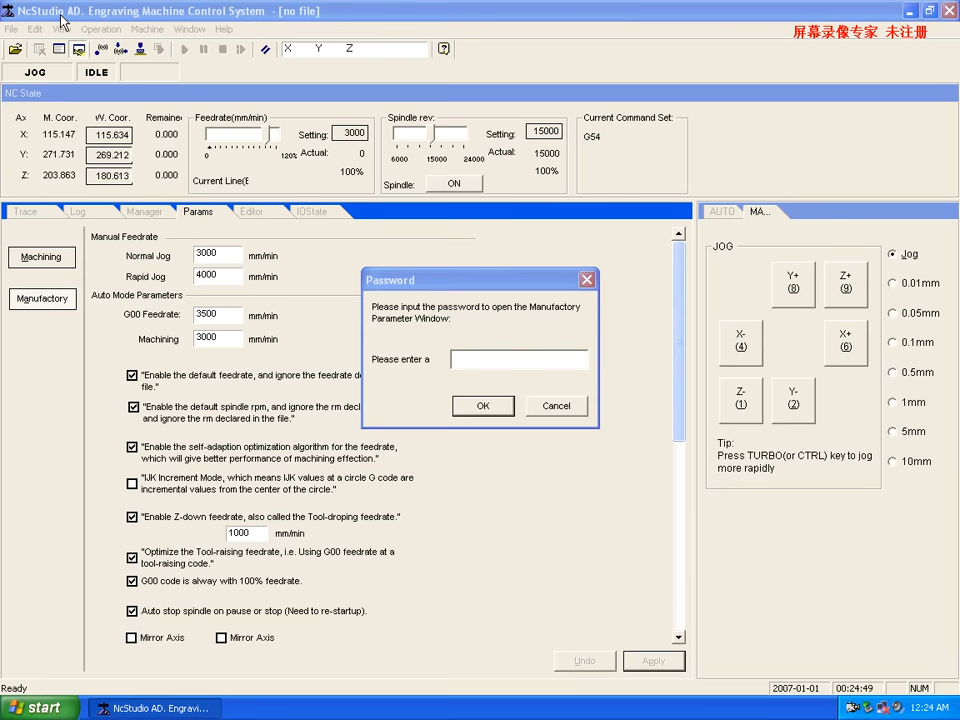 NcStudio AD. Engraving Machine Control System - [no file]
File Edit View Operation Machine Window Help
屏幕录像专家 未注册
X Y Z
JOG IDLE
NC State
Ax M. Coor. W. Coor. Remaine
X: 115.147 115.634 0.000
Y: 271.731 269.212 0.000
Z: 203.863 180.613 0.000
Feedrate(mm/min)
Setting: 3000
0 120% Actual: 0
100%
Current Line(E
Spindle rev:
Setting: 15000
6000 15000 24000 Actual: 15000
100%
Spindle: ON
Current Command Set:
G54
Trace Log Manager Params Editor IOState
AUTO MA...
Machining
Manufactory
Manual Feedrate
Normal Jog 3000 mm/min
Rapid Jog 4000 mm/min
Auto Mode Parameters
G00 Feedrate: 3500 mm/min
Machining 3000 mm/min
"Enable the default feedrate, and ignore the feedrate de
file."
"Enable the default spindle rpm, and ignore the rm decl
and ignore the rm declared in the file."
"Enable the self-adaption optimization algorithm for the feedrate,
which will give better performance of machining effection."
"IJK Increment Mode, which means IJK values at a circle G code are
incremental values from the center of the circle."
"Enable Z-down feedrate, also called the Tool-droping feedrate."
1000 mm/min
"Optimize the Tool-raising feedrate, i.e. Using G00 feedrate at a
tool-raising code."
G00 code is alway with 100% feedrate.
Auto stop spindle on pause or stop (Need to re-startup).
Mirror Axis Mirror Axis
Undo Apply
Password
Please input the password to open the Manufactory
Parameter Window:
Please enter a
OK Cancel
JOG
Y+
(8)
Z+
(9)
X-
(4)
X+
(6)
Z-
(1)
Y-
(2)
Tip:
Press TURBO(or CTRL) key to jog
more rapidly
Jog
0.01mm
0.05mm
0.1mm
0.5mm
1mm
5mm
10mm
Ready 2007-01-01 00:24:49 NUM
start NcStudio AD. Engravi... 12:24 AM